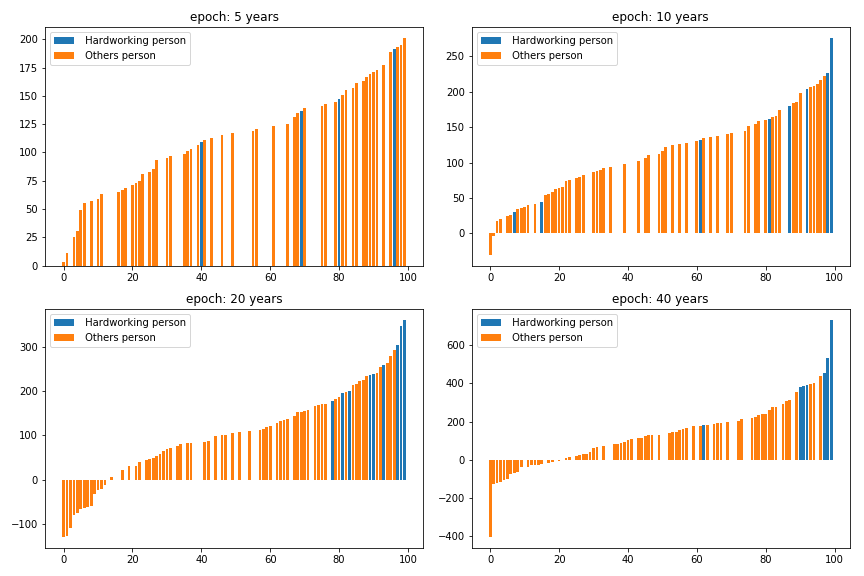 epoch: 5 years
200
175
150
125
100
75
50
25
0
Hardworking person
Others person
0 20 40 60 80 100
epoch: 10 years
250
200
150
100
50
0
Hardworking person
Others person
0 20 40 60 80 100
epoch: 20 years
300
200
100
0
−100
Hardworking person
Others person
0 20 40 60 80 100
epoch: 40 years
600
400
200
0
−200
−400
Hardworking person
Others person
0 20 40 60 80 100